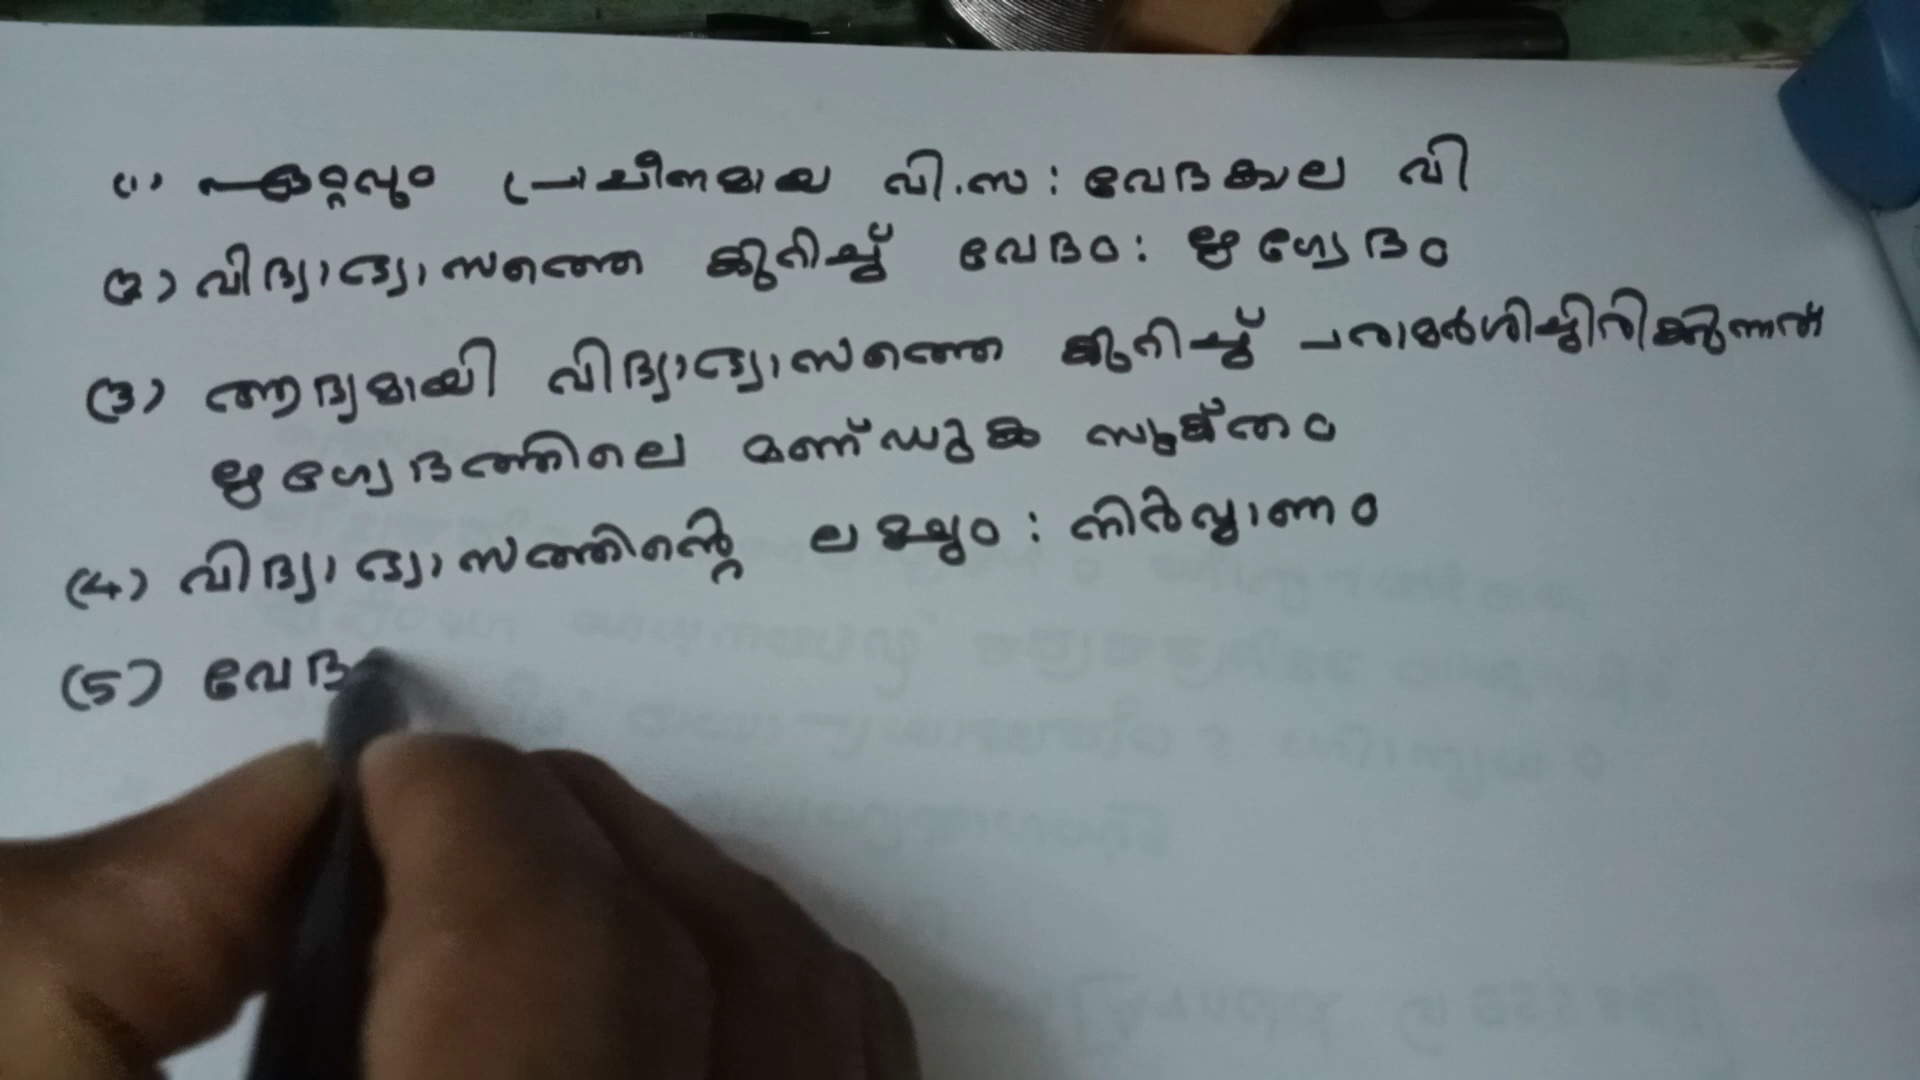 (1) ഏറ്റവും പ്രാചീനമായ വി.സ : വേദകാല വി
(2) വിദ്യാഭ്യാസത്തെ കുറിച്ച് വേദം : ഋഗ്വേദം
(3) ആദ്യമായി വിദ്യാഭ്യാസത്തെ കുറിച്ച് പരാമർശിച്ചിരിക്കുന്നത്
ഋഗ്വേദത്തിലെ മണ്ഡൂക സൂക്തം
(4) വിദ്യാഭ്യാസത്തിന്റെ ലക്ഷ്യം : നിർവ്വാണം
(5) വേദ